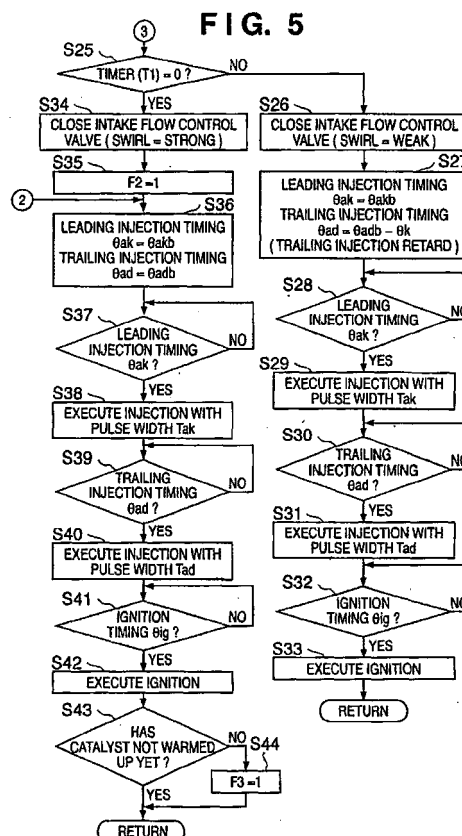 FIG. 5
3
S25
TIMER (T1) = 0 ?
NO
YES
S34
CLOSE INTAKE FLOW CONTROL
VALVE ( SWIRL = STRONG )
S35
F2 =1
2
S36
LEADING INJECTION TIMING
θak = θakb
TRAILING INJECTION TIMING
θad = θadb
S37
LEADING
INJECTION TIMING
θak ?
NO
YES
S38
EXECUTE INJECTION WITH
PULSE WIDTH Tak
S39
TRAILING
INJECTION TIMING
θad ?
NO
YES
S40
EXECUTE INJECTION WITH
PULSE WIDTH Tad
S41
IGNITION
TIMING θig ?
NO
YES
S42
EXECUTE IGNITION
S43
HAS
CATALYST NOT WARMED
UP YET ?
NO
S44
F3 =1
YES
RETURN
S26
CLOSE INTAKE FLOW CONTROL
VALVE ( SWIRL = WEAK )
S27
LEADING INJECTION TIMING
θak = θakb
TRAILING INJECTION TIMING
θad = θadb − θk
( TRAILING INJECTION RETARD )
S28
LEADING
INJECTION TIMING
θak ?
NO
YES
S29
EXECUTE INJECTION WITH
PULSE WIDTH Tak
S30
TRAILING
INJECTION TIMING
θad ?
NO
YES
S31
EXECUTE INJECTION WITH
PULSE WIDTH Tad
S32
IGNITION
TIMING θig ?
NO
YES
S33
EXECUTE IGNITION
RETURN